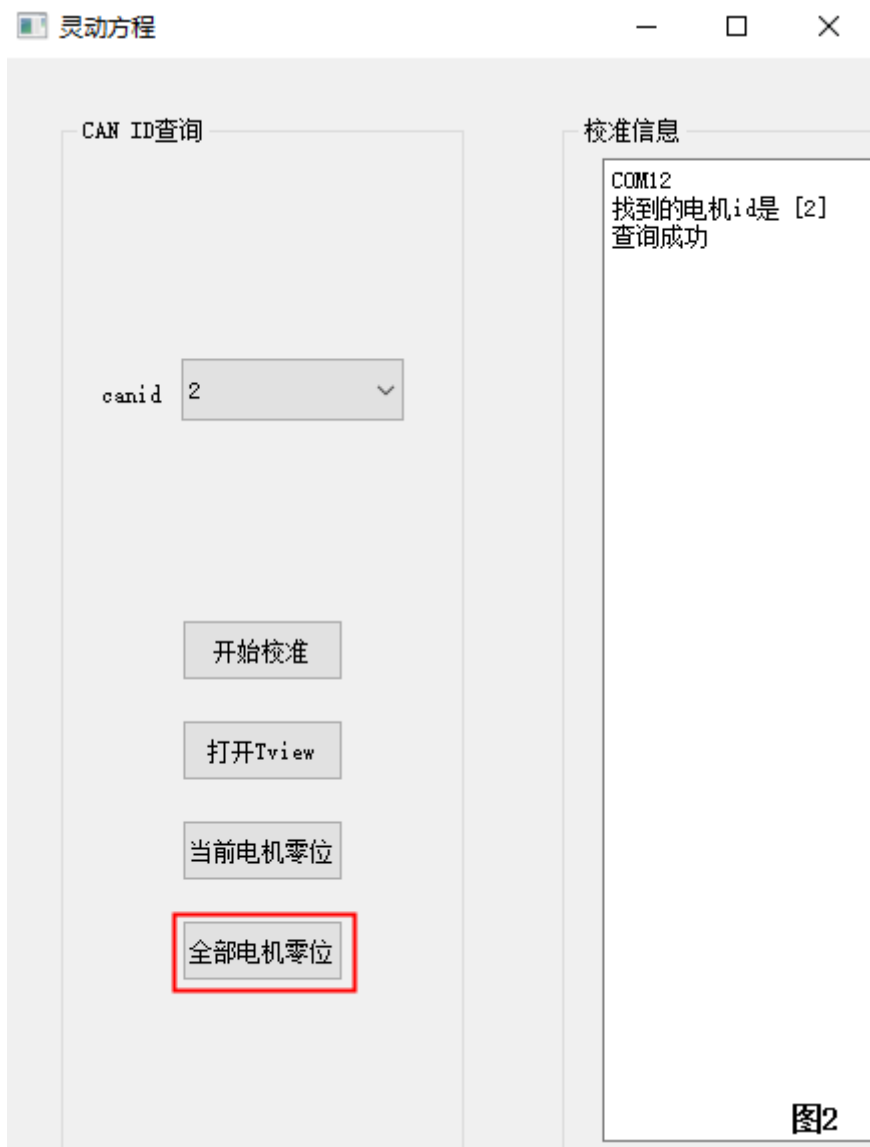 灵动方程
CAN ID查询
canid
2
开始校准
打开Tview
当前电机零位
全部电机零位
校准信息
COM12
找到的电机id是 [2]
查询成功
图2